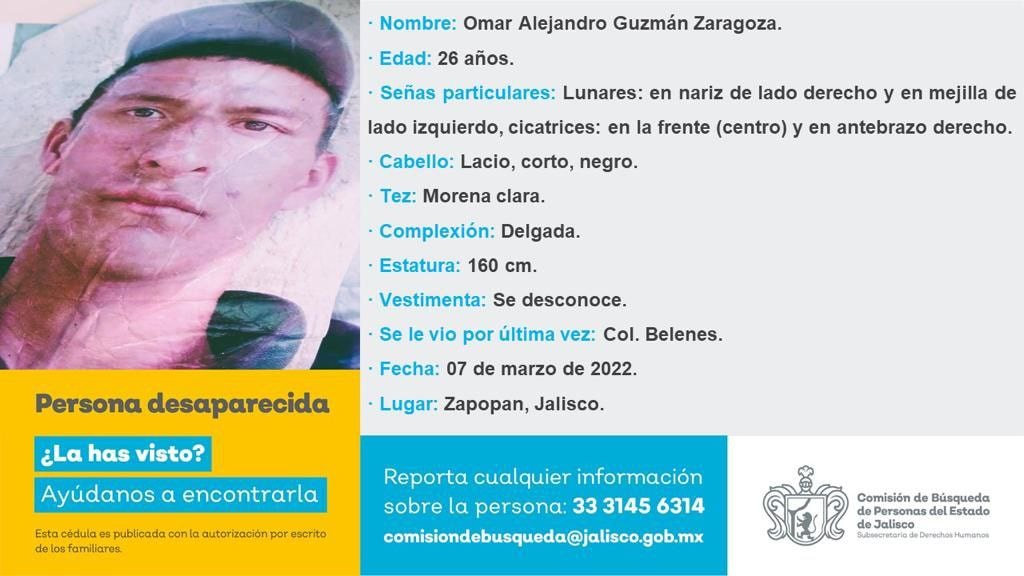 · Nombre: Omar Alejandro Guzmán Zaragoza.
· Edad: 26 años.
· Señas particulares: Lunares: en nariz de lado derecho y en mejilla de
lado izquierdo, cicatrices: en la frente (centro) y en antebrazo derecho.
· Cabello: Lacio, corto, negro.
· Tez: Morena clara.
· Complexión: Delgada.
· Estatura: 160 cm.
· Vestimenta: Se desconoce.
· Se le vio por última vez: Col. Belenes.
· Fecha: 07 de marzo de 2022.
· Lugar: Zapopan, Jalisco.
Persona desaparecida
¿La has visto?
Ayúdanos a encontrarla
Esta cédula es publicada con la autorización por escrito
de los familiares.
Reporta cualquier información
sobre la persona: 33 3145 6314
comisiondebusqueda@jalisco.gob.mx
Comisión de Búsqueda
de Personas del Estado
de Jalisco
Subsecretaría de Derechos Humanos